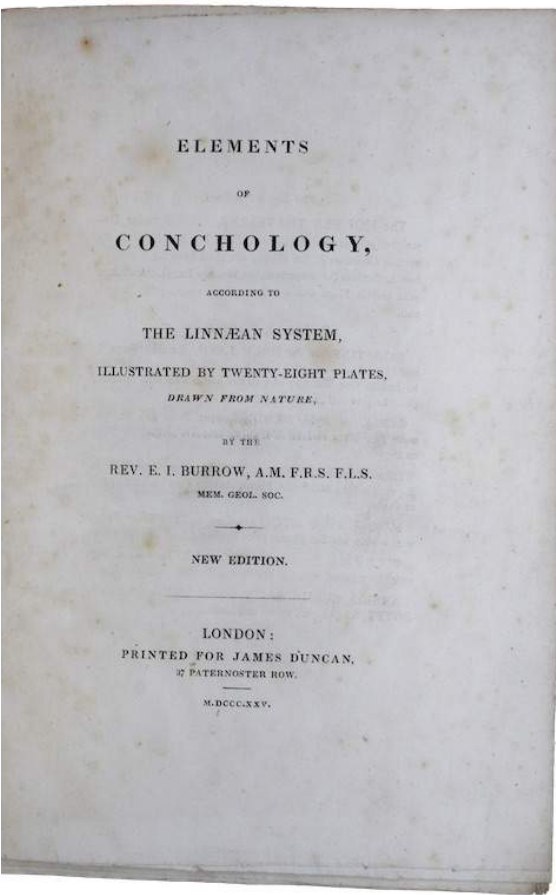 ELEMENTS
OF
CONCHOLOGY,
ACCORDING TO
THE LINNÆAN SYSTEM,
ILLUSTRATED BY TWENTY-EIGHT PLATES,
DRAWN FROM NATURE,
BY THE
REV. E. I. BURROW, A.M. F.R.S. F.L.S.
MEM. GEOL. SOC.
NEW EDITION.
LONDON:
PRINTED FOR JAMES DUNCAN,
37 PATERNOSTER ROW.
M.DCCC.XXV.